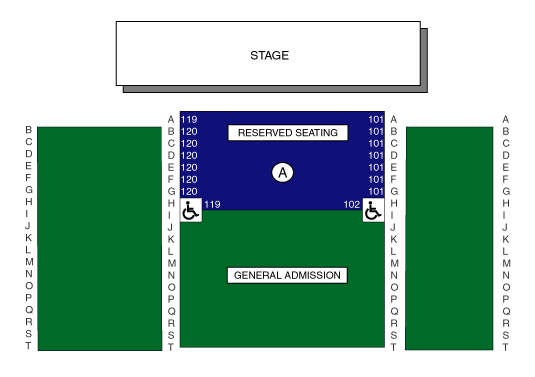 STAGE
A 119 101 A A
B B 120 RESERVED SEATING 101 B B
C C 120 101 C C
D D 120 101 D D
E E 120 A 101 E E
F F 120 101 F F
G G 120 101 G G
H H 119 102 H H
I I I I
J J J J
K K K K
L L L L
M M M M
N N GENERAL ADMISSION N N
O O O O
P P P P
Q Q Q Q
R R R R
S S S S
T T T T